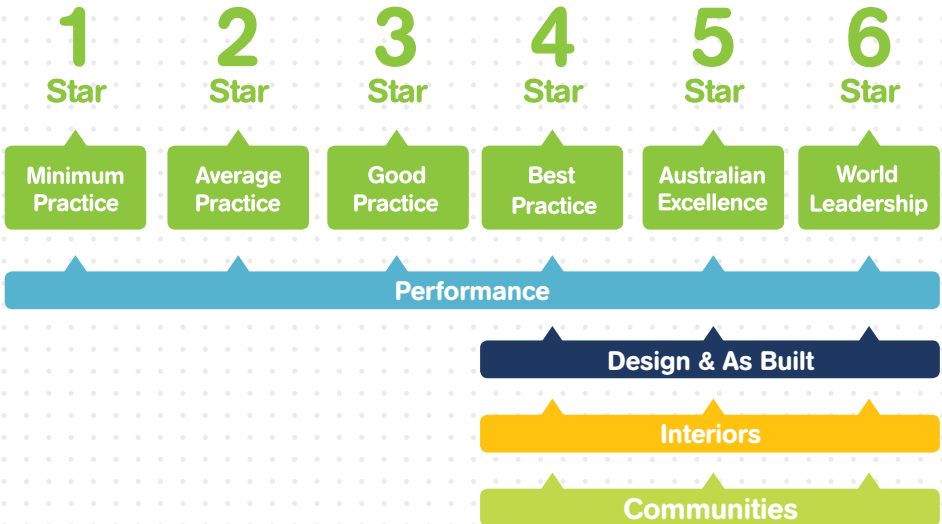 1 2 3 4 5 6
Star Star Star Star Star Star
Minimum
Practice
Average
Practice
Good
Practice
Best
Practice
Australian
Excellence
World
Leadership
Performance
Design & As Built
Interiors
Communities